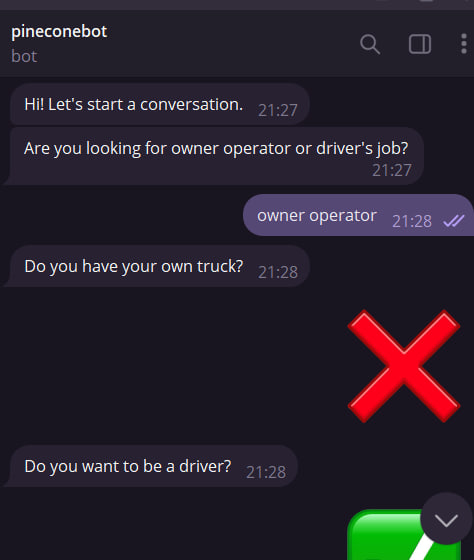 pineconebot
bot
Hi! Let's start a conversation. 21:27
Are you looking for owner operator or driver's job?
21:27
owner operator 21:28
Do you have your own truck? 21:28
Do you want to be a driver? 21:28